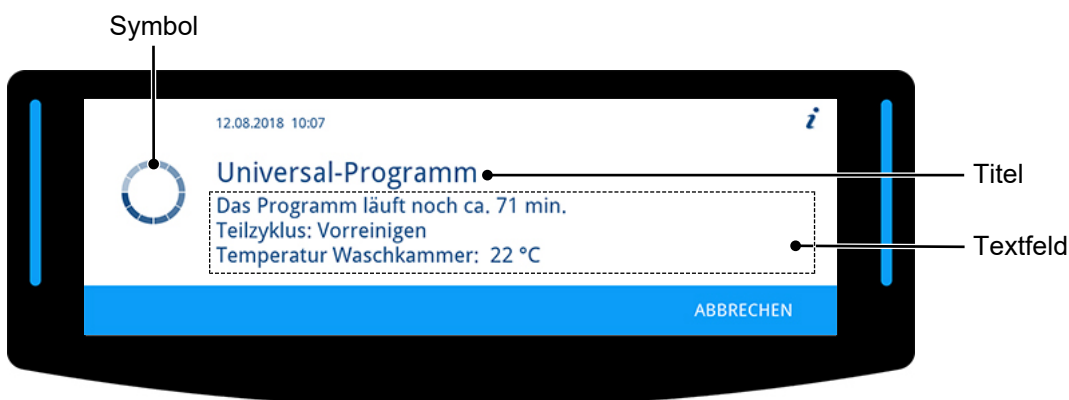 Symbol
12.08.2018 10:07
i
Universal-Programm
Titel
Das Programm läuft noch ca. 71 min.
Teilzyklus: Vorreinigen
Textfeld
Temperatur Waschkammer: 22 °C
ABBRECHEN